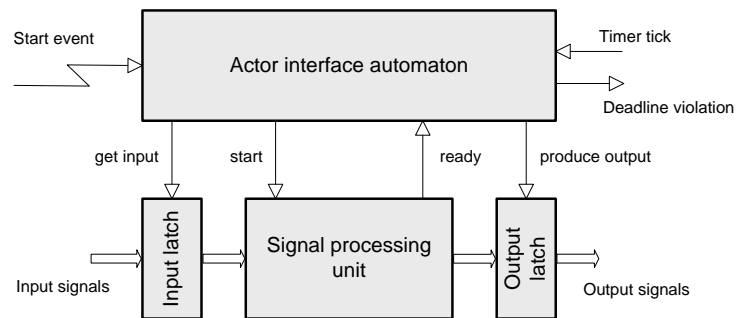 Start event
Actor interface automaton
Timer tick
Deadline violation
get input
start
ready
produce output
Input latch
Signal processing
unit
Output
latch
Input signals
Output signals